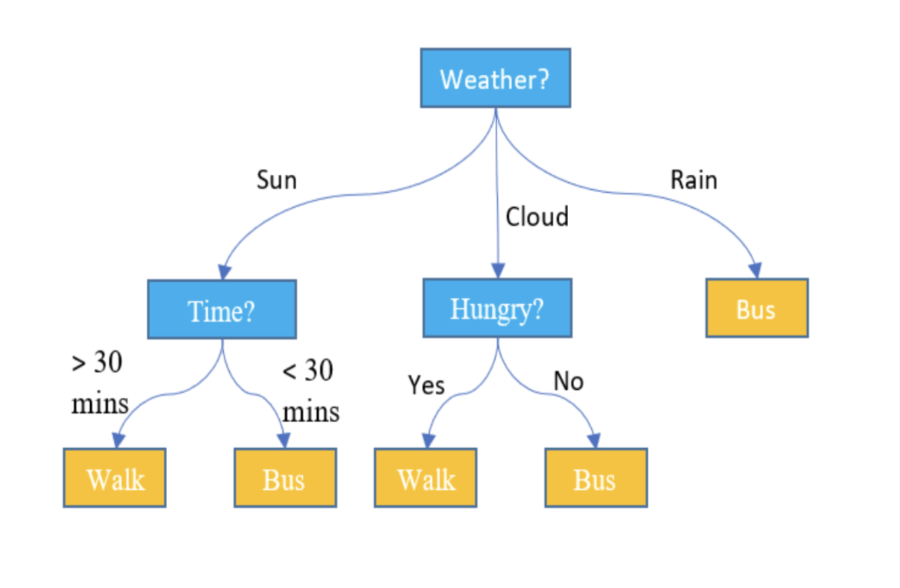 Weather?
Sun
Cloud
Rain
Time?
Hungry?
Bus
> 30
mins
< 30
mins
Yes
No
Walk
Bus
Walk
Bus